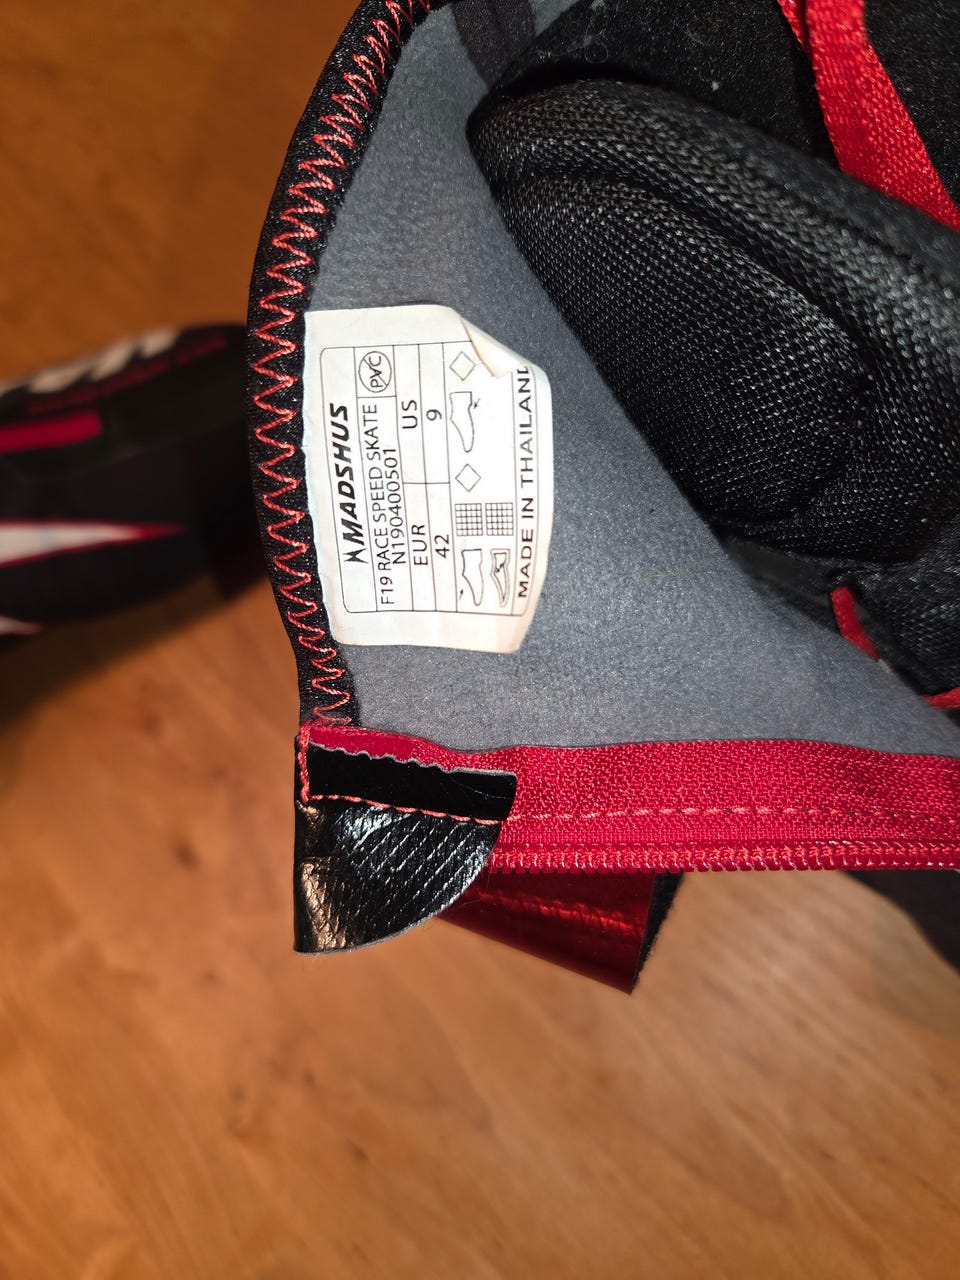 MADSHUS
F19 RACE SPEED SKATE
N190400501
PVC
EUR US
42 9
MADE IN THAILAND